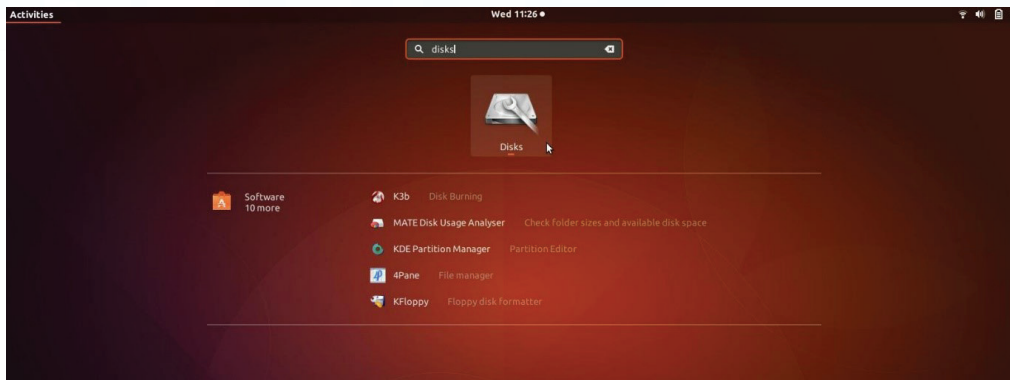 Activities Wed 11:26
disks
Disks
Software
10 more
K3b Disk Burning
MATE Disk Usage Analyser Check folder sizes and available disk space
KDE Partition Manager Partition Editor
4Pane File manager
KFloppy Floppy disk formatter